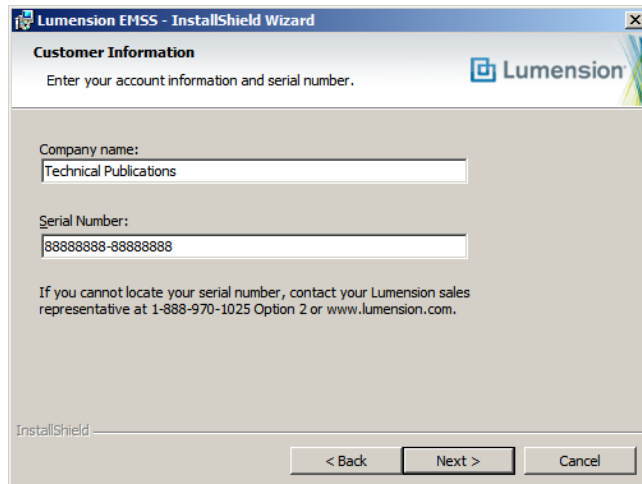 Lumension EMSS - InstallShield Wizard
Customer Information
Enter your account information and serial number.
Lumension
Company name:
Technical Publications
Serial Number:
88888888-88888888
If you cannot locate your serial number, contact your Lumension sales
representative at 1-888-970-1025 Option 2 or www.lumension.com.
InstallShield
< Back Next > Cancel